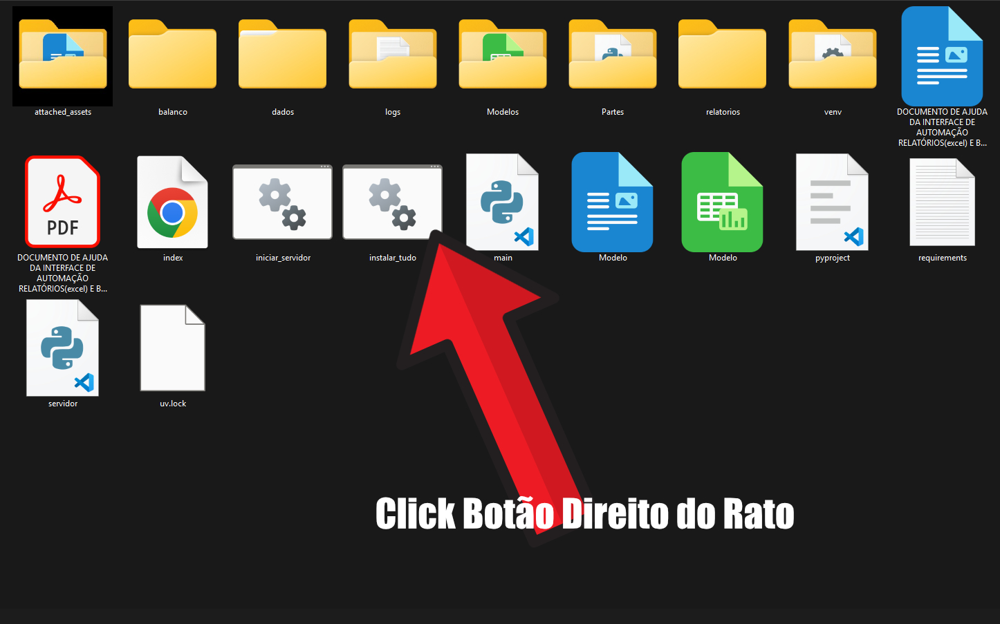 attached_assets
balanco
dados
logs
Modelos
Partes
relatorios
venv
DOCUMENTO DE AJUDA
DA INTERFACE DE
AUTOMAÇÃO
RELATÓRIOS(excel) E B...
PDF
DOCUMENTO DE AJUDA
DA INTERFACE DE
AUTOMAÇÃO
RELATÓRIOS(excel) E B...
index
iniciar_servidor
instalar_tudo
main
Modelo
Modelo
pyproject
requirements
servidor
uv.lock
Click Botão Direito do Rato